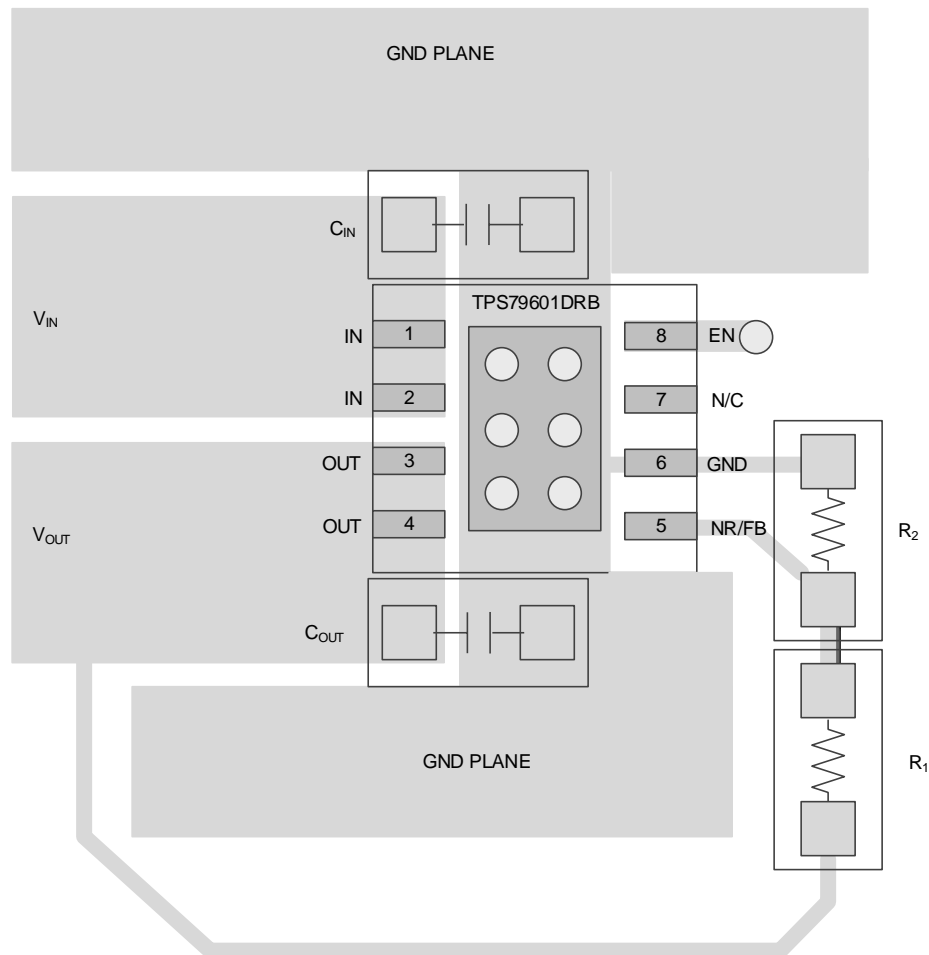 GND PLANE
CIN
TPS79601DRB
VIN
IN 1
8 EN
IN 2
7 N/C
OUT 3
6 GND
VOUT
OUT 4
5 NR/FB
R2
COUT
GND PLANE
R1